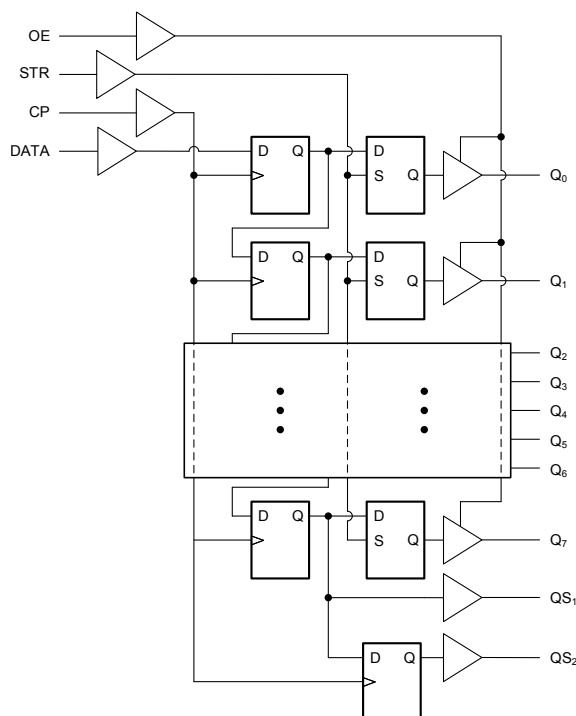 OE
STR
CP
DATA
D Q D
S Q Q₀
D Q D
S Q Q₁
Q₂
Q₃
Q₄
Q₅
Q₆
D Q D
S Q Q₇
QS₁
D Q QS₂